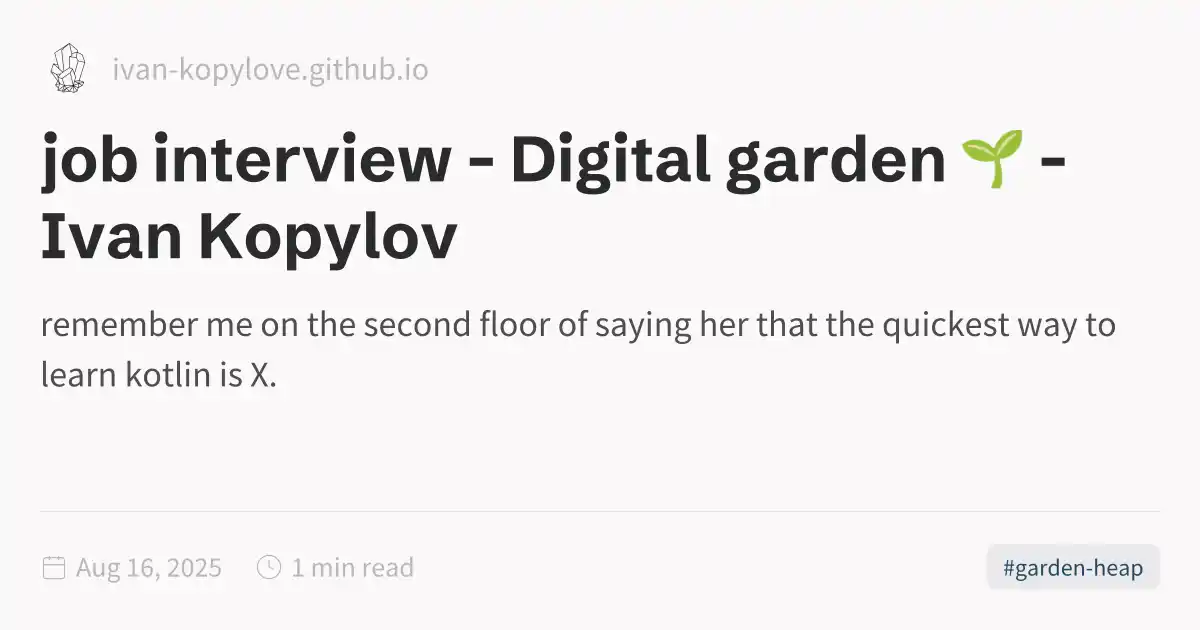 ivan-kopylove.github.io
job interview - Digital garden 🌱 -
Ivan Kopylov
remember me on the second floor of saying her that the quickest way to
learn kotlin is X.
Aug 16, 2025
1 min read
#garden-heap